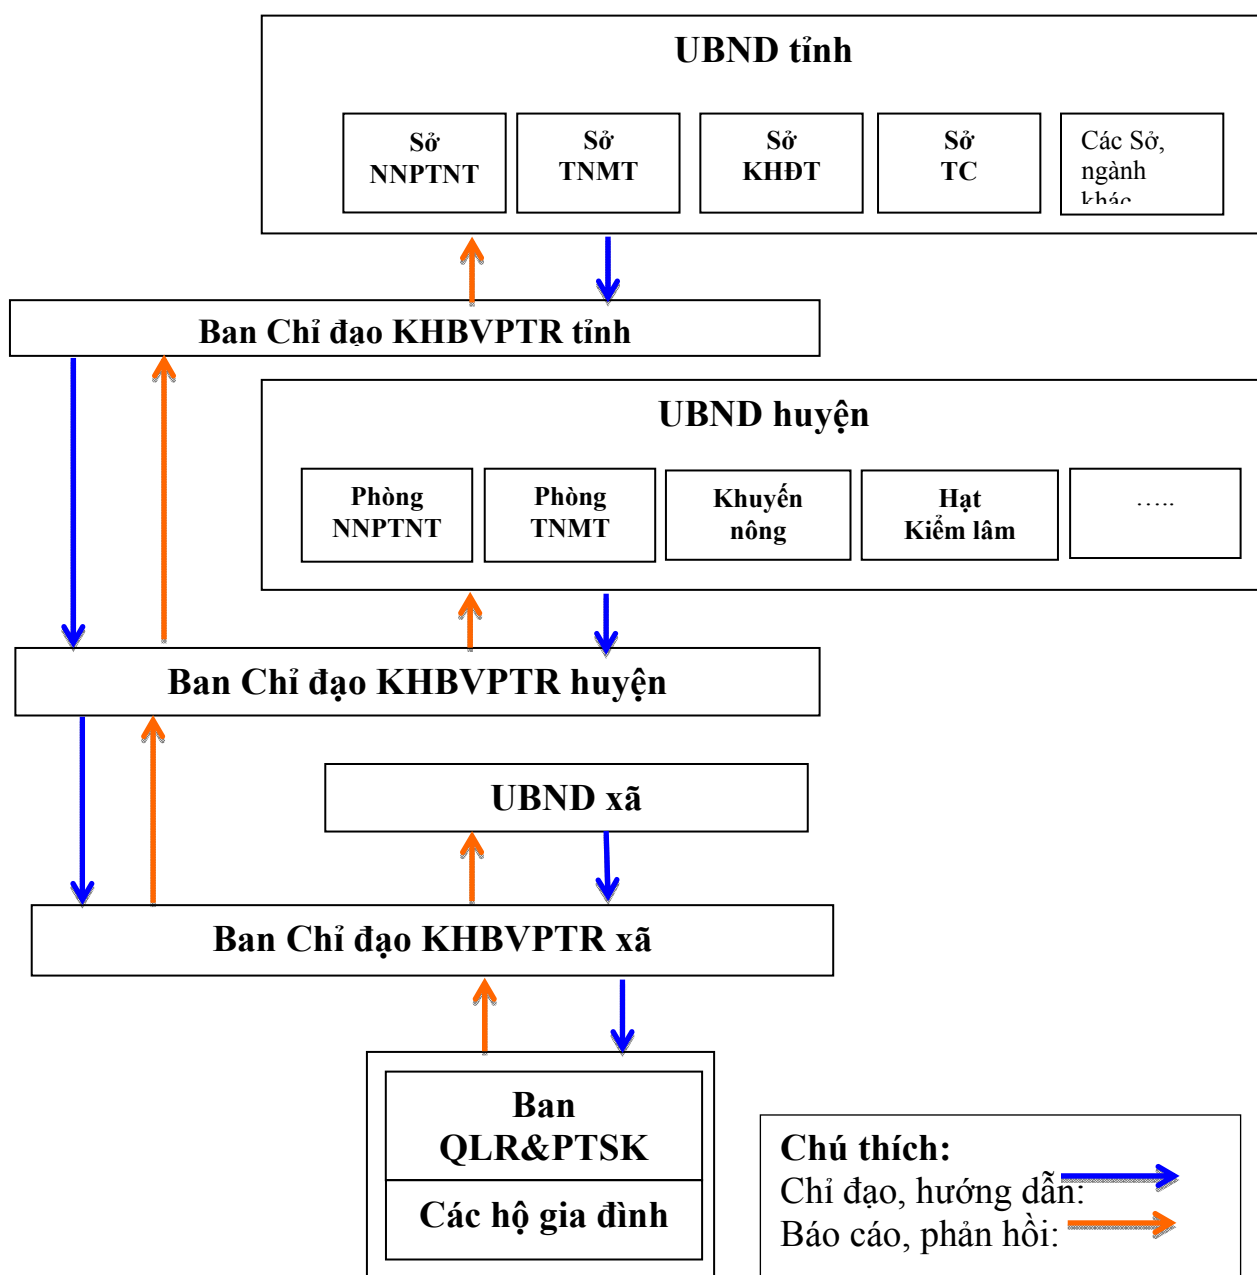 UBND tỉnh
Sở
NNPTNT
Sở
TNMT
Sở
KHĐT
Sở
TC
Các Sở,
ngành
khác
Ban Chỉ đạo KHBVPTR tỉnh
UBND huyện
Phòng
NNPTNT
Phòng
TNMT
Khuyến
nông
Hạt
Kiểm lâm
…..
Ban Chỉ đạo KHBVPTR huyện
UBND xã
Ban Chỉ đạo KHBVPTR xã
Ban
QLR&PTSK
Các hộ gia đình
Chú thích:
Chỉ đạo, hướng dẫn:
Báo cáo, phản hồi: